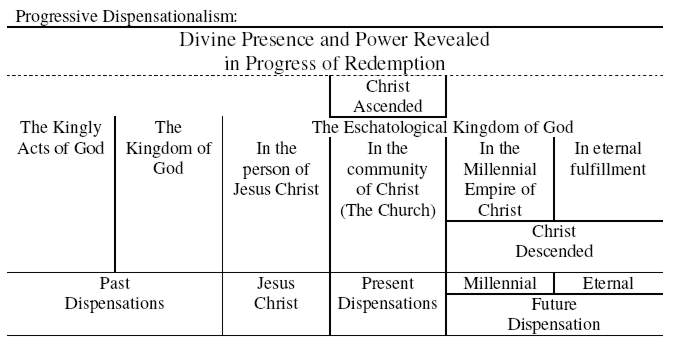 Progressive Dispensationalism:
Divine Presence and Power Revealed
in Progress of Redemption
Christ
Ascended
The Kingly
Acts of God
The
Kingdom of
God
The Eschatological Kingdom of God
In the
person of
Jesus Christ
In the
community
of Christ
(The Church)
In the
Millennial
Empire of
Christ
In eternal
fulfillment
Christ
Descended
Past
Dispensations
Jesus
Christ
Present
Dispensations
Millennial
Eternal
Future
Dispensation